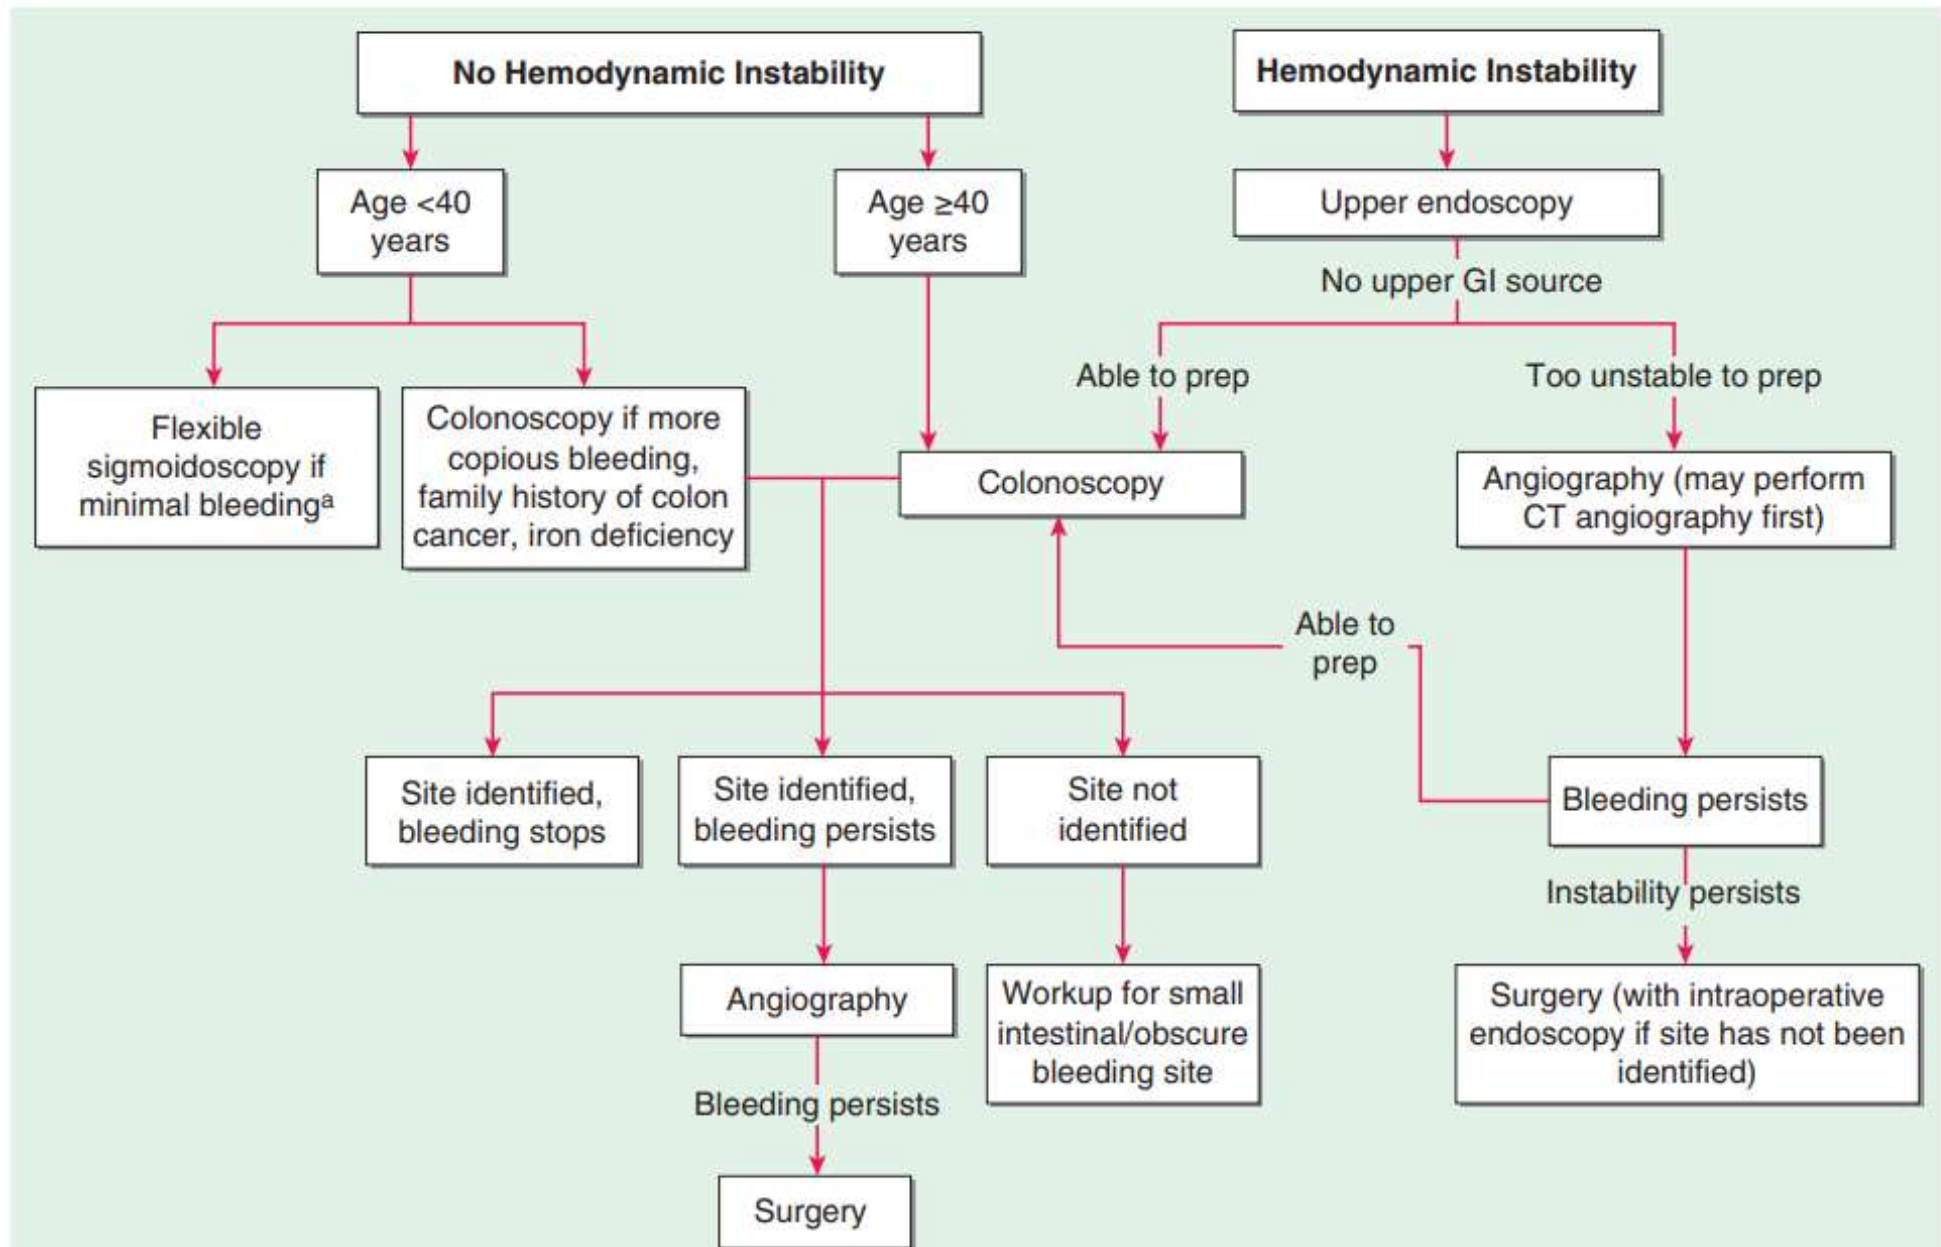 No Hemodynamic Instability
Hemodynamic Instability
Age <40
years
Age ≥40
years
Upper endoscopy
No upper GI source
Able to prep
Too unstable to prep
Flexible
sigmoidoscopy if
minimal bleedingᵃ
Colonoscopy if more
copious bleeding,
family history of colon
cancer, iron deficiency
Colonoscopy
Angiography (may perform
CT angiography first)
Able to
prep
Site identified,
bleeding stops
Site identified,
bleeding persists
Site not
identified
Bleeding persists
Instability persists
Angiography
Workup for small
intestinal/obscure
bleeding site
Surgery (with intraoperative
endoscopy if site has not been
identified)
Bleeding persists
Surgery